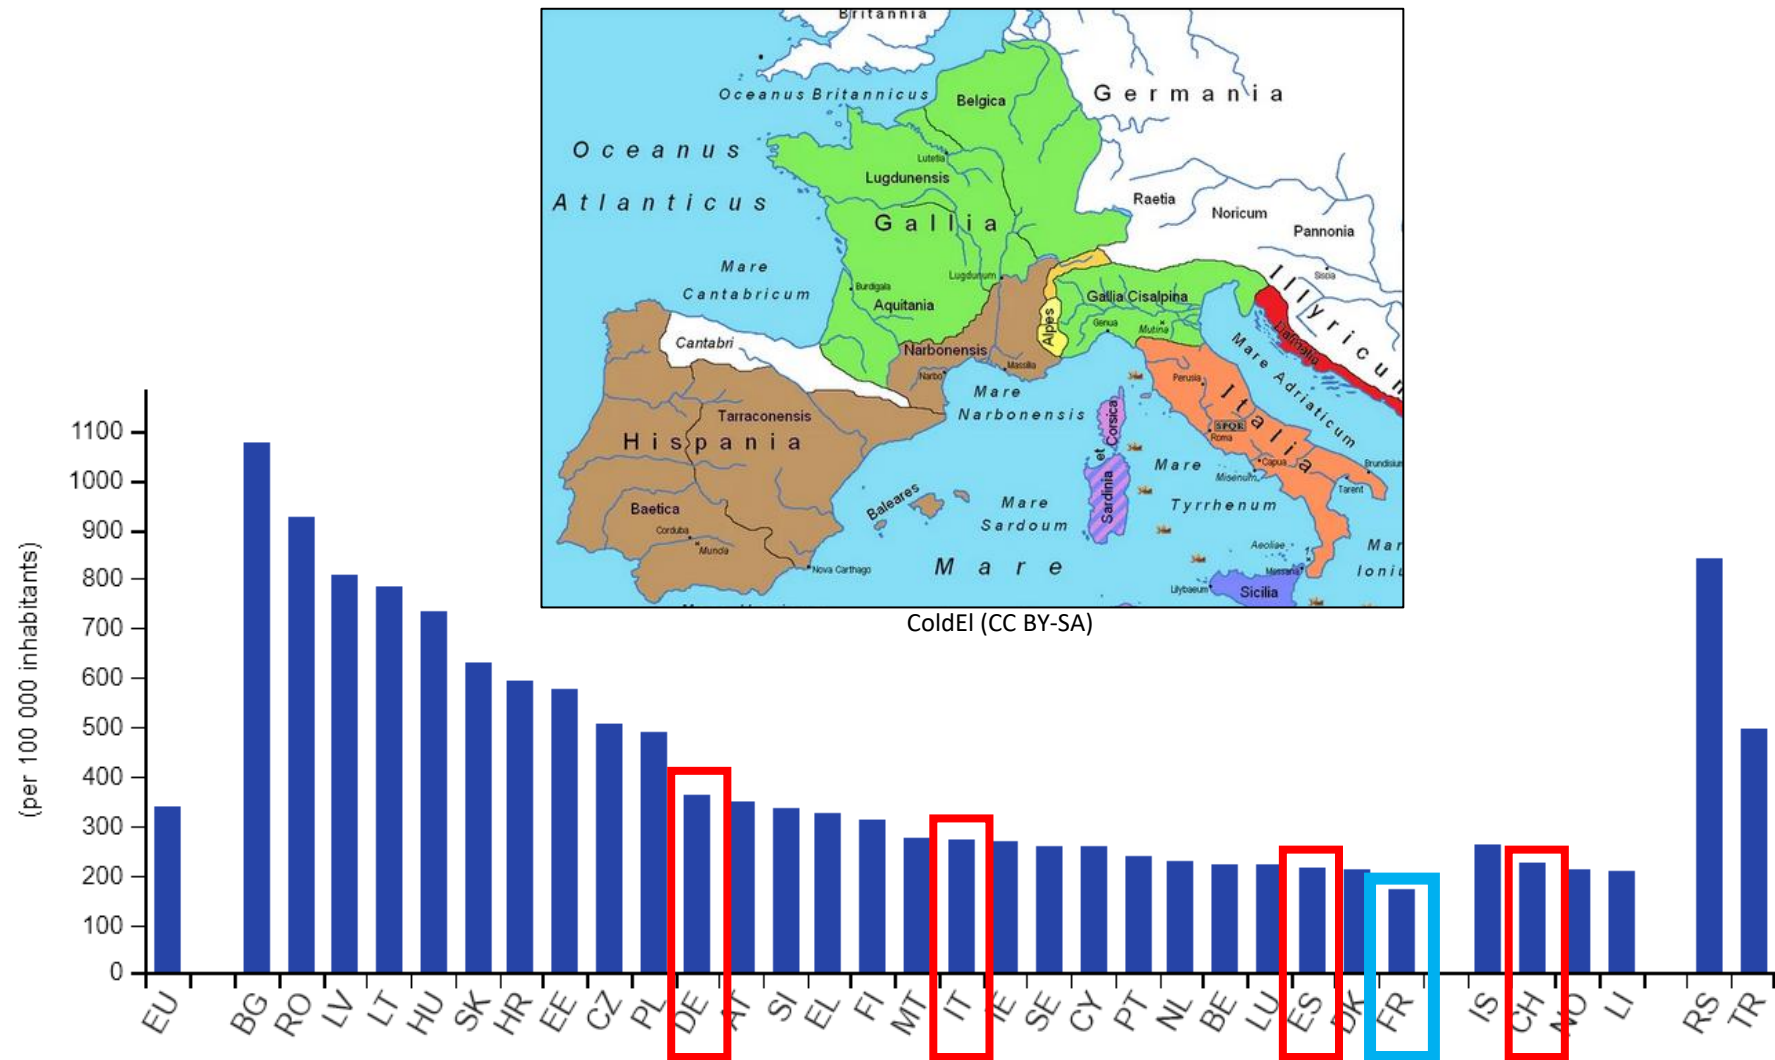 Britannia
Oceanus Britannicus
Belgica
Germania
Oceanus
Atlanticus
Lutetia
Lugdunensis
Gallia
Raetia
Noricum
Pannonia
Siscia
Illyricum
Mare
Cantabricum
Burdigala
Lugdunum
Aquitania
Gallia Cisalpina
Alpes
Genua
Mutina
Dalmatia
Cantabri
Narbonensis
Narbo
Massilia
Mare
Narbonensis
Mare Adriaticum
Perusia
Italia
SPQR
Roma
Capua
Misenum
Brundisium
Tarent
Tarraconensis
Hispania
Corsica
et
Sardinia
Mare
Tyrrhenum
Baetica
Corduba
Munda
Nova Carthago
Baleares
Mare
Sardoum
Mare
Aeoliae
Messana
Lilybaeum
Sicilia
Mar
Ioniu
ColdEl (CC BY-SA)
(per 100 000 inhabitants)
1100
1000
900
800
700
600
500
400
300
200
100
0
EU BG RO LV LT HU SK HR EE CZ PL DE AT SI EL FI MT IT IE SE CY PT NL BE LU ES DK FR IS CH NO LI RS TR